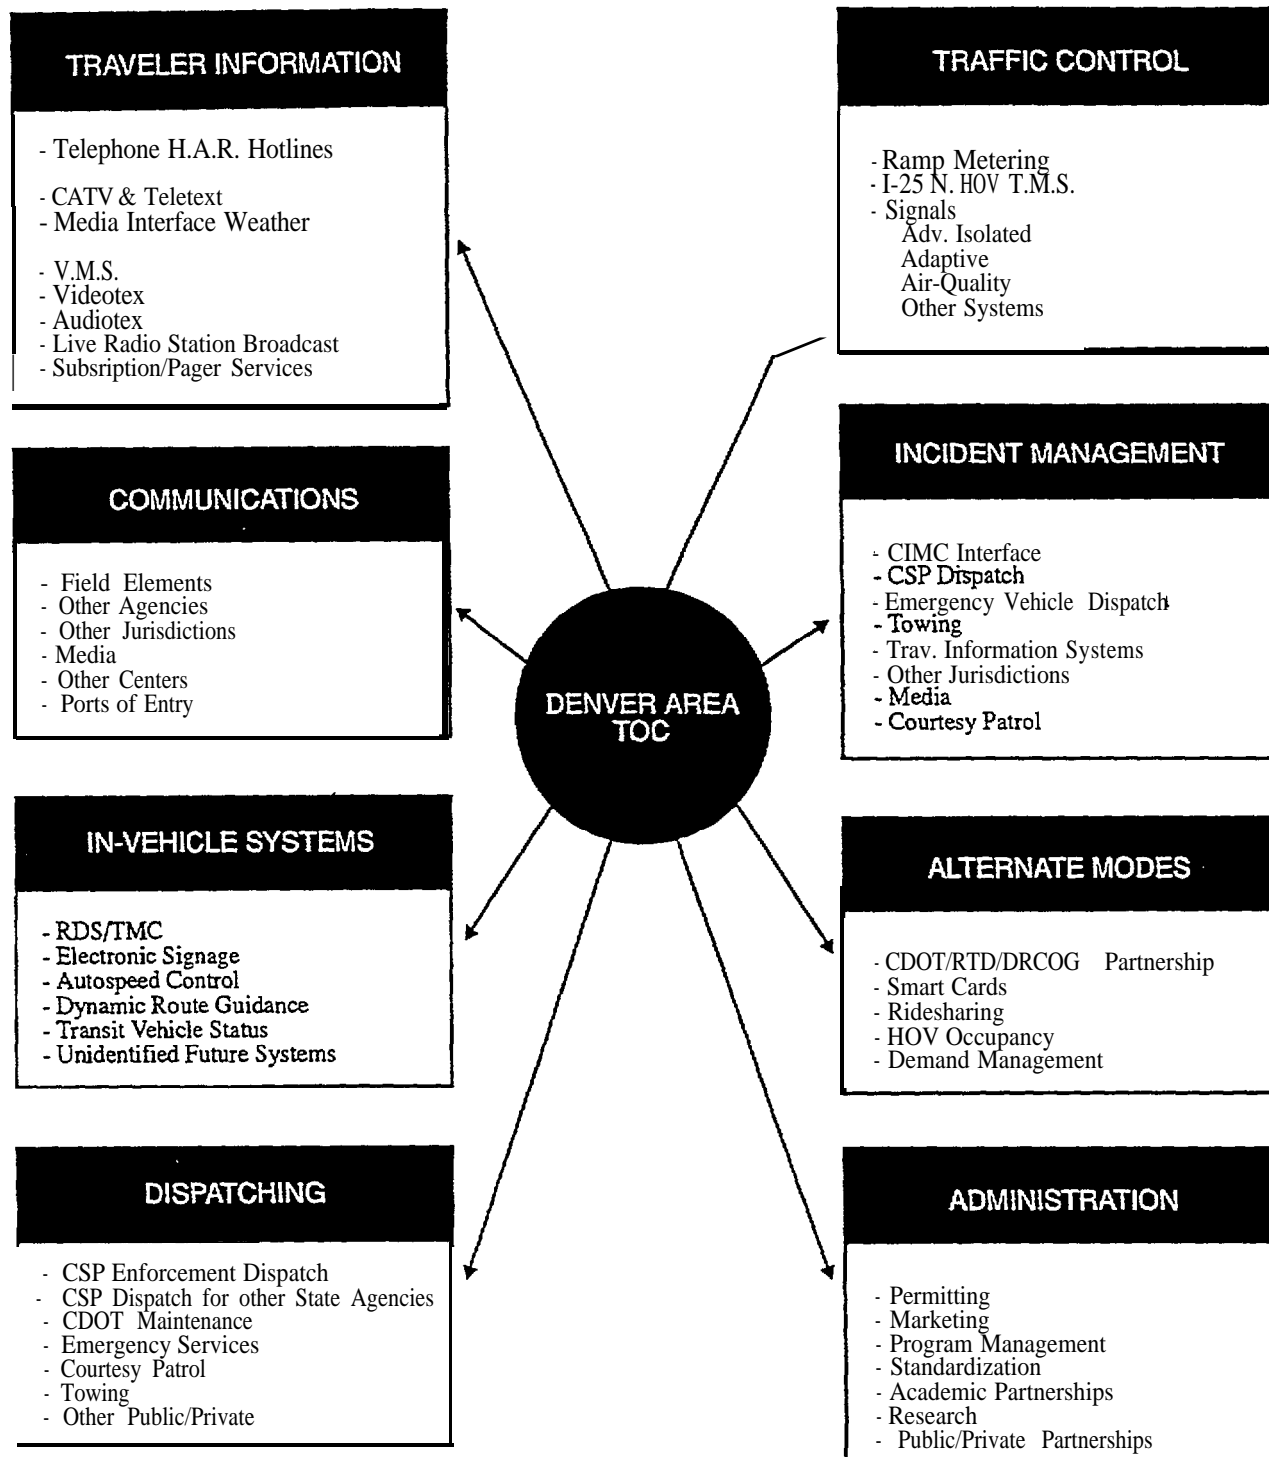 TRAVELER INFORMATION
- Telephone H.A.R. Hotlines
- CATV & Teletext
- Media Interface Weather
- V.M.S.
- Videotex
- Audiotex
- Live Radio Station Broadcast
- Subsription/Pager Services
COMMUNICATIONS
- Field Elements
- Other Agencies
- Other Jurisdictions
- Media
- Other Centers
- Ports of Entry
IN-VEHICLE SYSTEMS
- RDS/TMC
- Electronic Signage
- Autospeed Control
- Dynamic Route Guidance
- Transit Vehicle Status
- Unidentified Future Systems
DISPATCHING
- CSP Enforcement Dispatch
- CSP Dispatch for other State Agencies
- CDOT Maintenance
- Emergency Services
- Courtesy Patrol
- Towing
- Other Public/Private
DENVER AREA
TOC
TRAFFIC CONTROL
- Ramp Metering
- I-25 N. HOV T.M.S.
- Signals
Adv. Isolated
Adaptive
Air-Quality
Other Systems
INCIDENT MANAGEMENT
- CIMC Interface
- CSP Dispatch
- Emergency Vehicle Dispatch
- Towing
- Trav. Information Systems
- Other Jurisdictions
- Media
- Courtesy Patrol
ALTERNATE MODES
- CDOT/RTD/DRCOG Partnership
- Smart Cards
- Ridesharing
- HOV Occupancy
- Demand Management
ADMINISTRATION
- Permitting
- Marketing
- Program Management
- Standardization
- Academic Partnerships
- Research
- Public/Private Partnerships